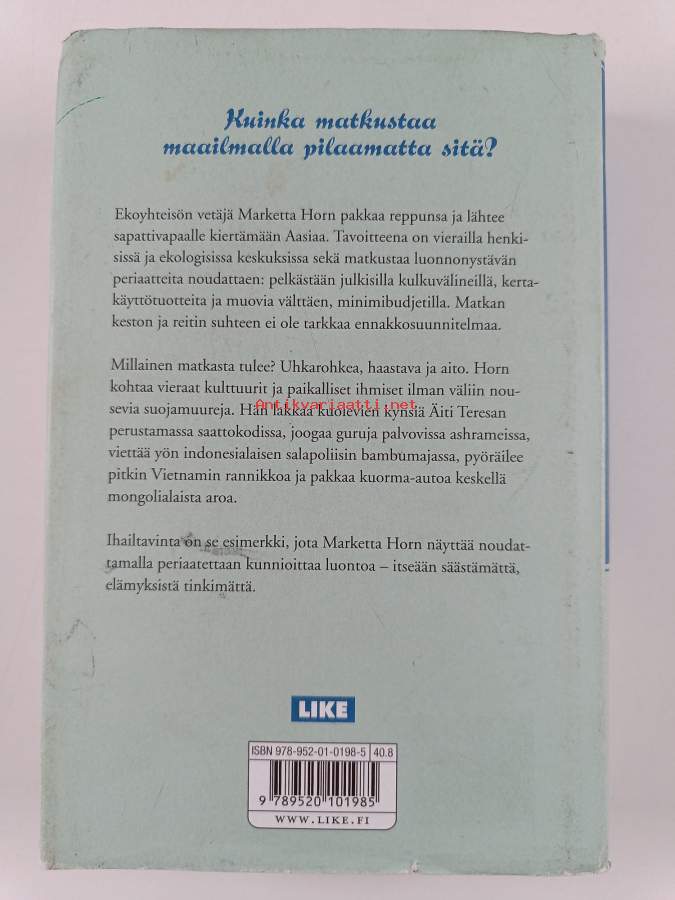 Kuinka matkustaa
maailmalla pilaamatta sitä?
Ekoyhteisön vetäjä Marketta Horn pakkaa reppunsa ja lähtee
sapattivapaalle kiertämään Aasiaa. Tavoitteena on vierailla henki-
sissä ja ekologisissa keskuksissa sekä matkustaa luonnonystävän
periaatteita noudattaen: pelkästään julkisilla kulkuvälineillä, kerta-
käyttötuotteita ja muovia välttäen, minimibudjetilla. Matkan
keston ja reitin suhteen ei ole tarkkaa ennakkosuunnitelmaa.
Millainen matkasta tulee? Uhkarohkea, haastava ja aito. Horn
kohtaa vieraat kulttuurit ja paikalliset ihmiset ilman väliin nou-
sevia suojamuureja. Hän lakkaa kuolevien kynsiä Äiti Teresan
Antikvariaatti.net
perustamassa saattokodissa, joogaa guruja palvovissa ashrameissa,
viettää yön indonesialaisen salapoliisin bambumajassa, pyöräilee
pitkin Vietnamin rannikkoa ja pakkaa kuorma-autoa keskellä
mongolialaista aroa.
Ihailtavinta on se esimerkki, jota Marketta Horn näyttää noudat-
tamalla periaatettaan kunnioittaa luontoa – itseään säästämättä,
elämyksistä tinkimättä.
LIKE
ISBN 978-952-01-0198-5 40.8
9 789520 101985
WWW.LIKE.FI